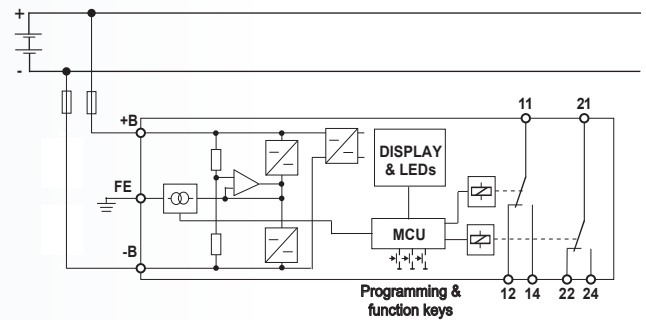 +
-
11
21
+B
DISPLAY
& LEDs
FE
MCU
-B
12
14
22
24
Programming &
function keys